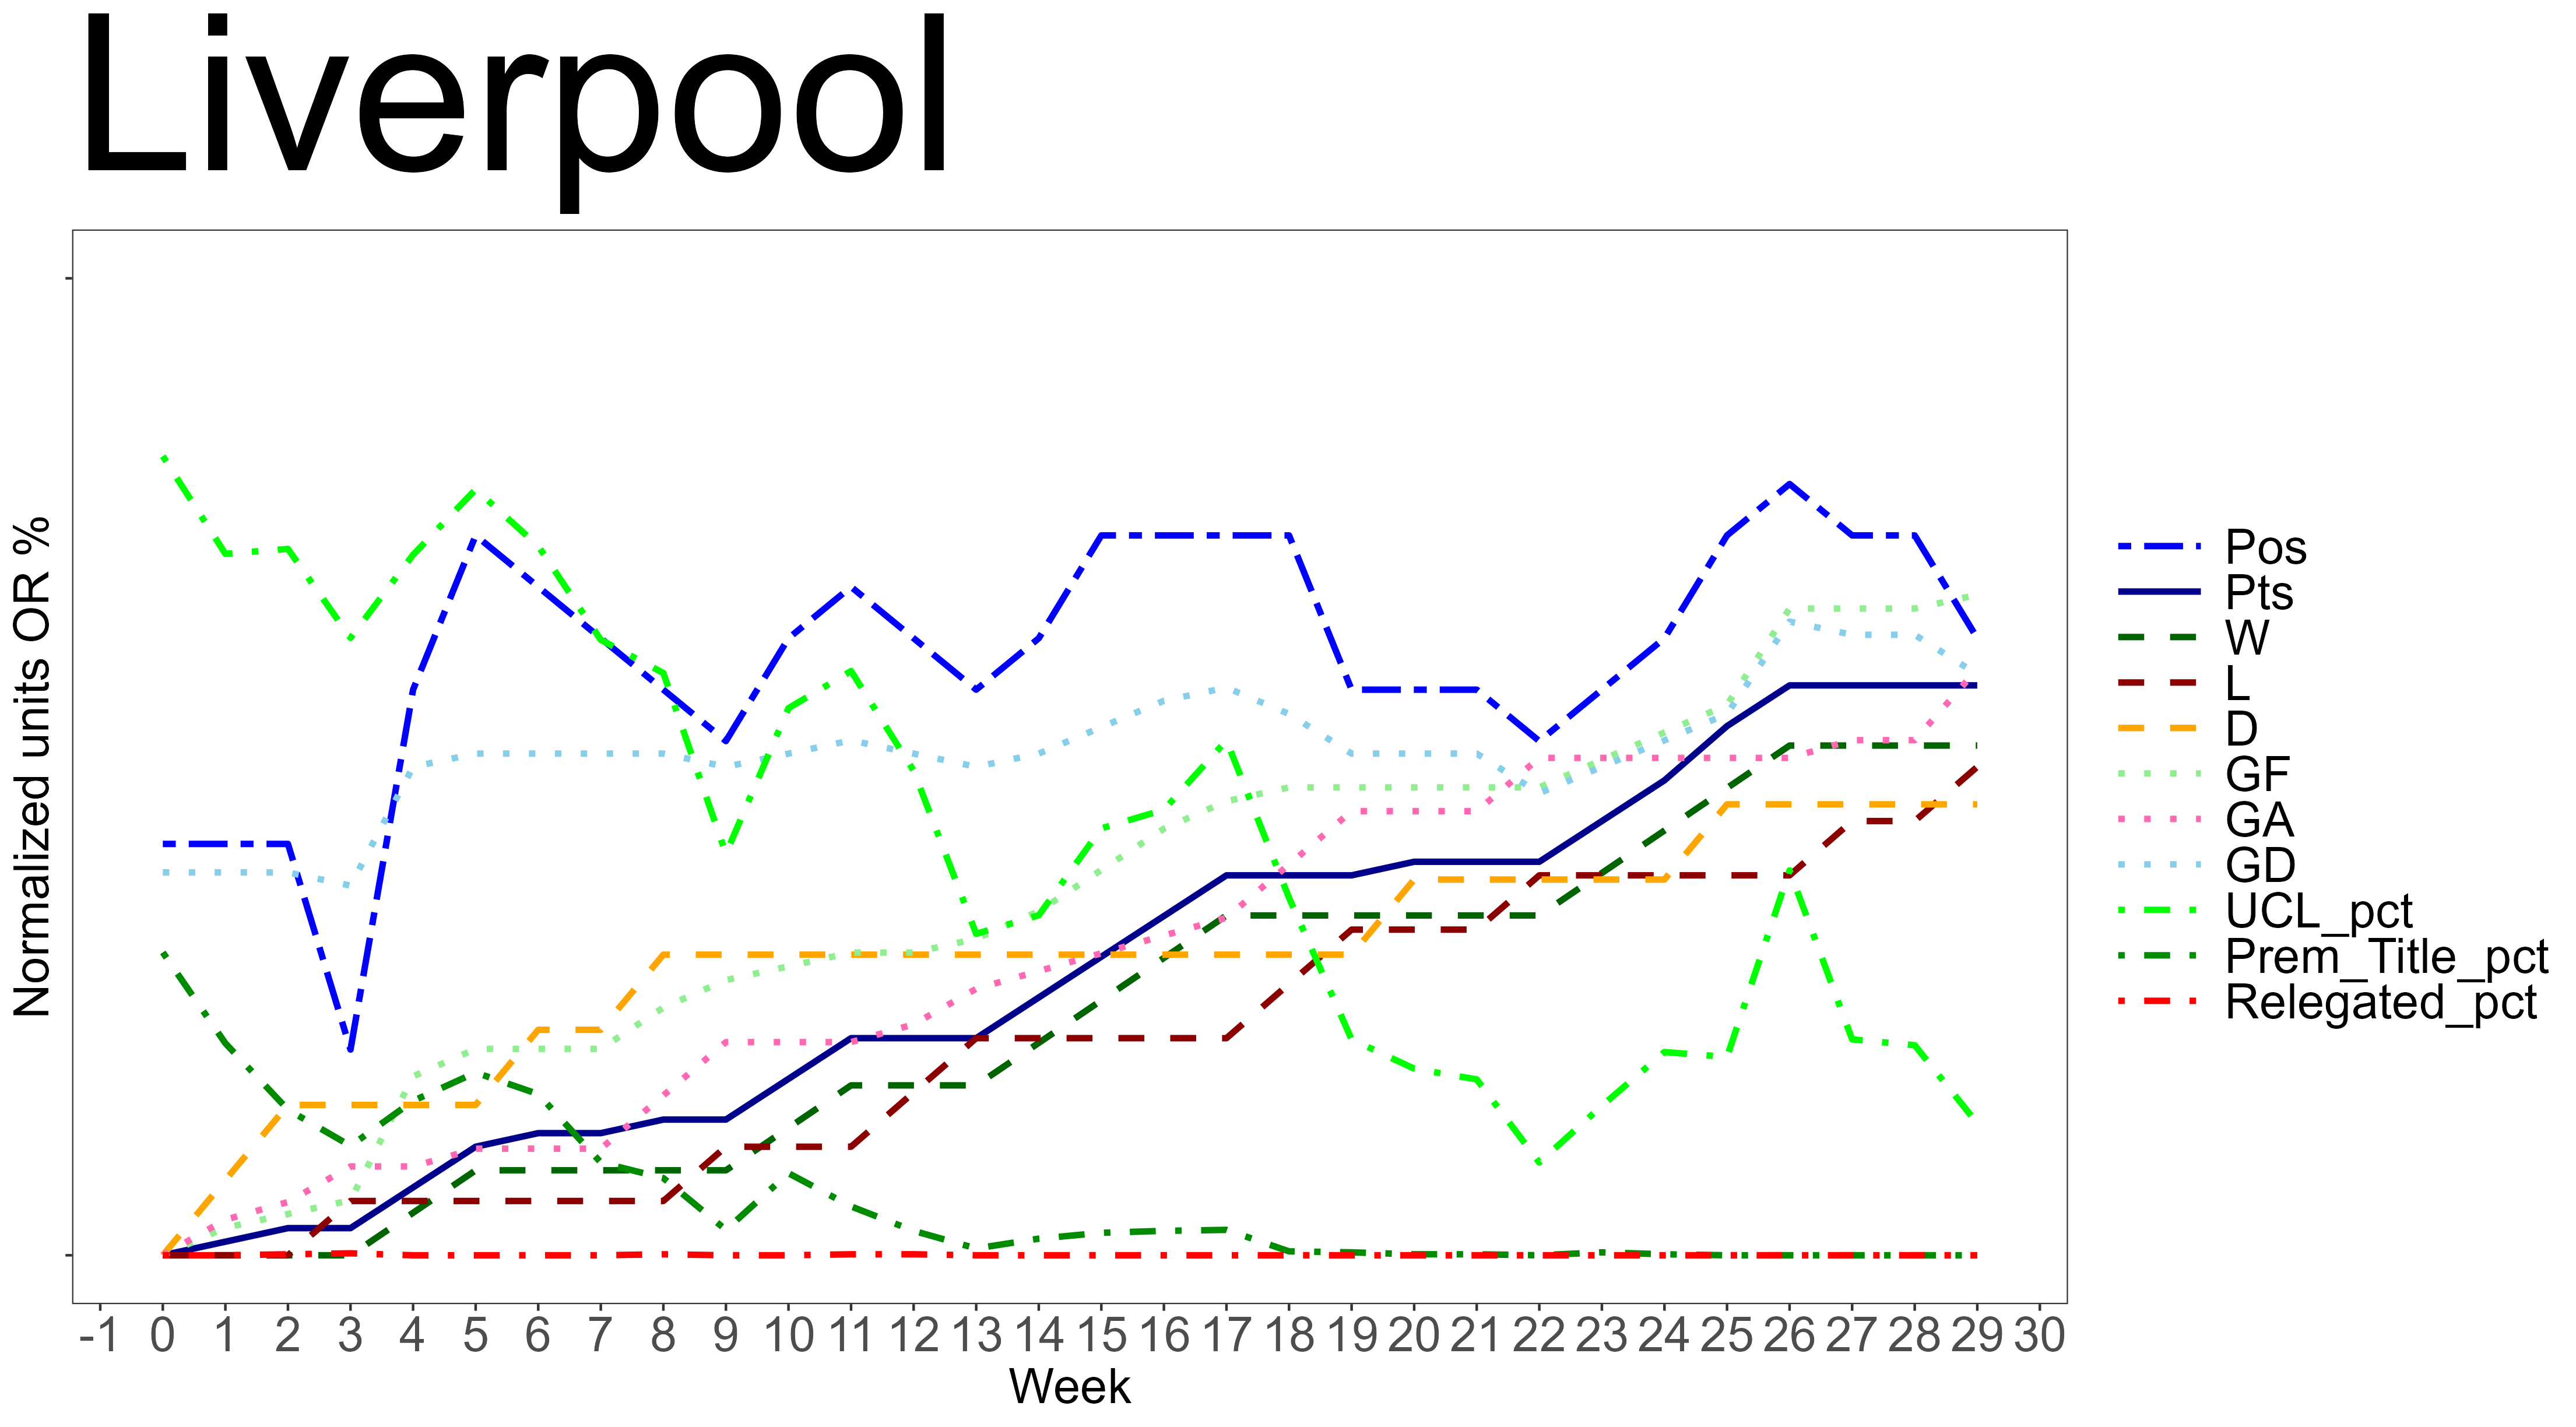 Liverpool
Normalized units OR %
Pos
Pts
W
L
D
GF
GA
GD
UCL_pct
Prem_Title_pct
Relegated_pct
-1 0 1 2 3 4 5 6 7 8 9 10 11 12 13 14 15 16 17 18 19 20 21 22 23 24 25 26 27 28 29 30
Week